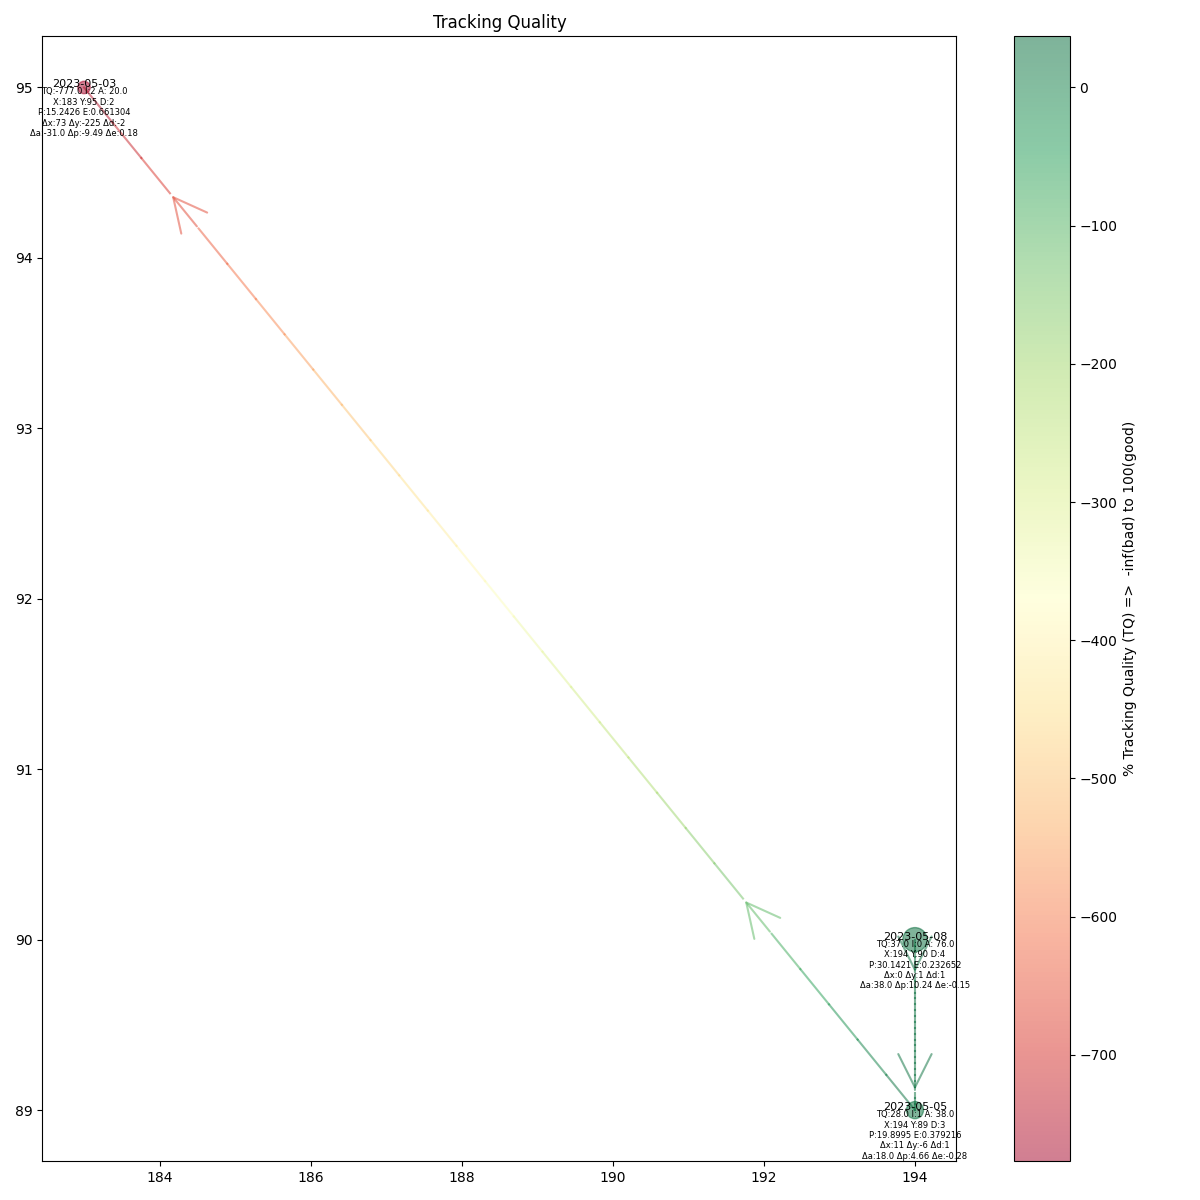 Tracking Quality
95
94
93
92
91
90
89
184
186
188
190
192
194
2023-05-03
X:183 Y:95 D:2
P:15.2426 E:0.661304
Δx:73 Δy:-225 Δd:-2
Δa:-31.0 Δp:-9.49 Δe:0.18
2023-05-08
X:194 Y:90 D:4
P:30.1421 E:0.232652
Δx:0 Δy:1 Δd:1
Δa:38.0 Δp:10.24 Δe:-0.15
2023-05-05
TQ:28.0 I:1 A: 38.0
X:194 Y:89 D:3
P:19.8995 E:0.379216
Δx:11 Δy:-6 Δd:1
Δa:18.0 Δp:4.66 Δe:-0.28
0
−100
−200
−300
−400
−500
−600
−700
% Tracking Quality (TQ) => -inf(bad) to 100(good)